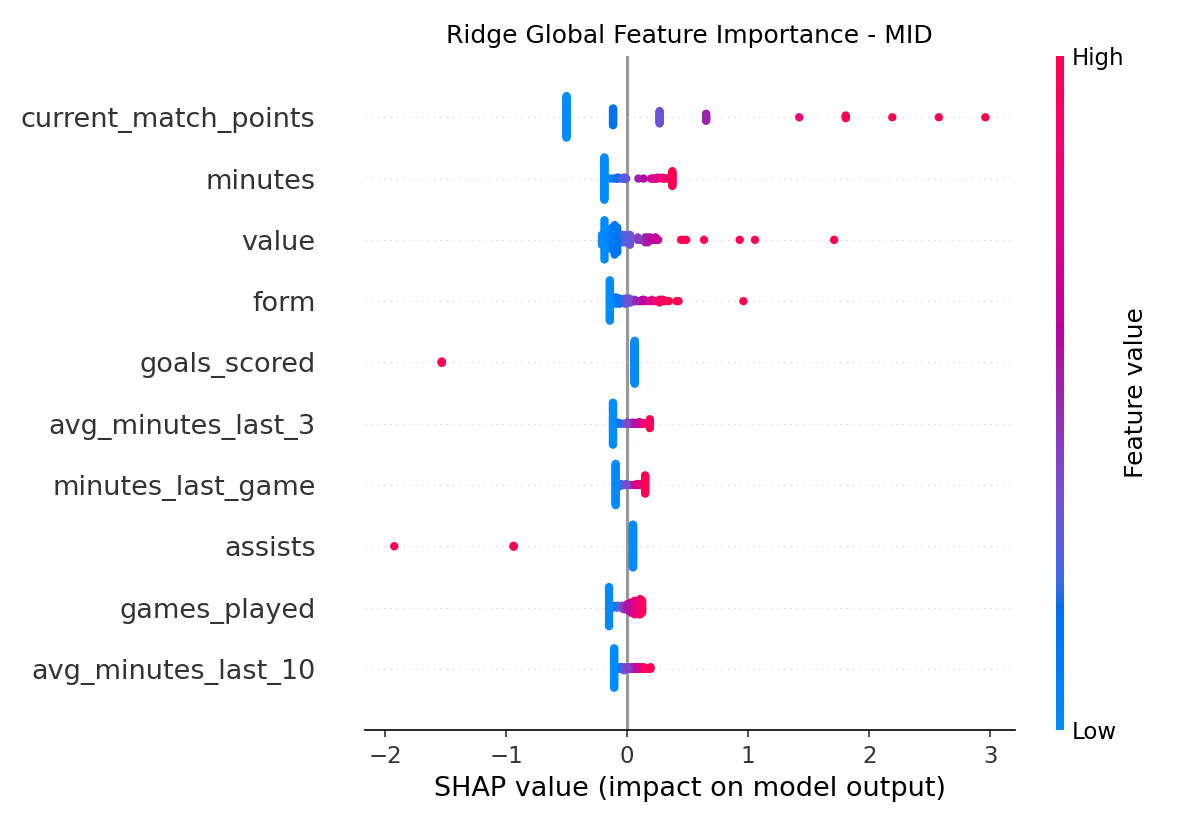 Ridge Global Feature Importance - MID
High
current_match_points
minutes
value
form
goals_scored
avg_minutes_last_3
minutes_last_game
assists
games_played
avg_minutes_last_10
Feature value
Low
−2 −1 0 1 2 3
SHAP value (impact on model output)